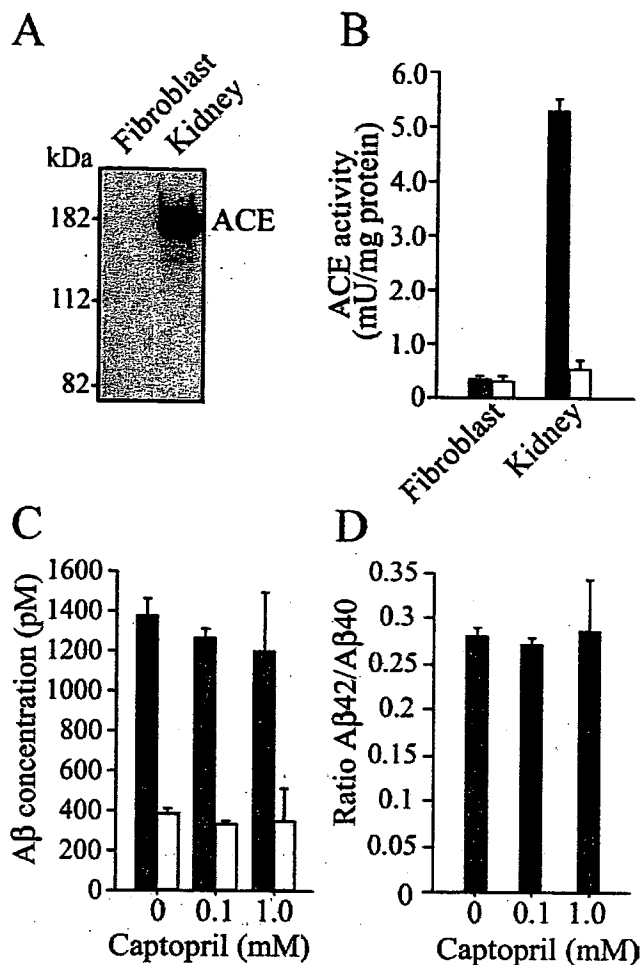 A
Fibroblast
Kidney
kDa
182
112
82
ACE
B
ACE activity
(mU/mg protein)
6.0
5.0
4.0
3.0
2.0
1.0
0
Fibroblast
Kidney
C
Aβ concentration (pM)
1600
1400
1200
1000
800
600
400
200
0
0 0.1 1.0
Captopril (mM)
D
Ratio Aβ42/Aβ40
0.35
0.3
0.25
0.2
0.15
0.1
0.05
0
0 0.1 1.0
Captopril (mM)